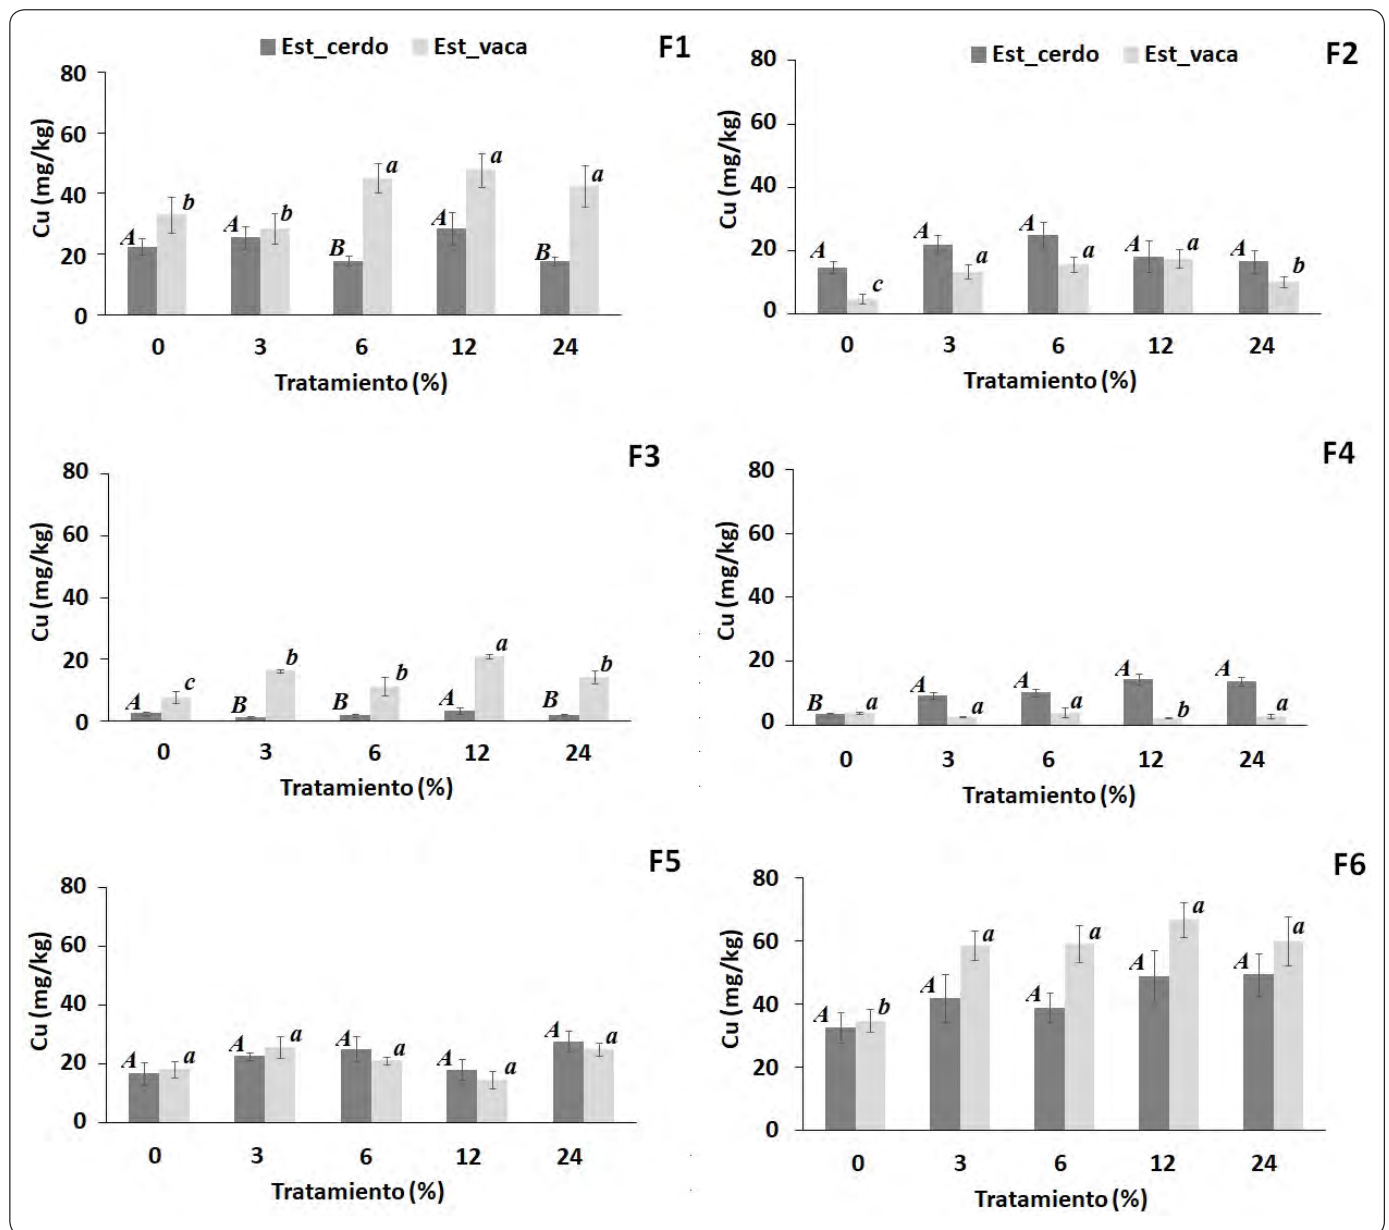 Est_cerdo Est_vaca F1
Cu (mg/kg)
80
60
40
20
0
A b A b B a A a B a
0 3 6 12 24
Tratamiento (%)
Est_cerdo Est_vaca F2
Cu (mg/kg)
80
60
40
20
0
A c A a A a A a A b
0 3 6 12 24
Tratamiento (%)
F3
Cu (mg/kg)
80
60
40
20
0
A c B b B b A a B b
0 3 6 12 24
Tratamiento (%)
F4
Cu (mg/kg)
80
60
40
20
0
B a A a A a A b A a
0 3 6 12 24
Tratamiento (%)
F5
Cu (mg/kg)
80
60
40
20
0
A a A a A a A a A a
0 3 6 12 24
Tratamiento (%)
F6
Cu (mg/kg)
80
60
40
20
0
A b A a A a A a A a
0 3 6 12 24
Tratamiento (%)